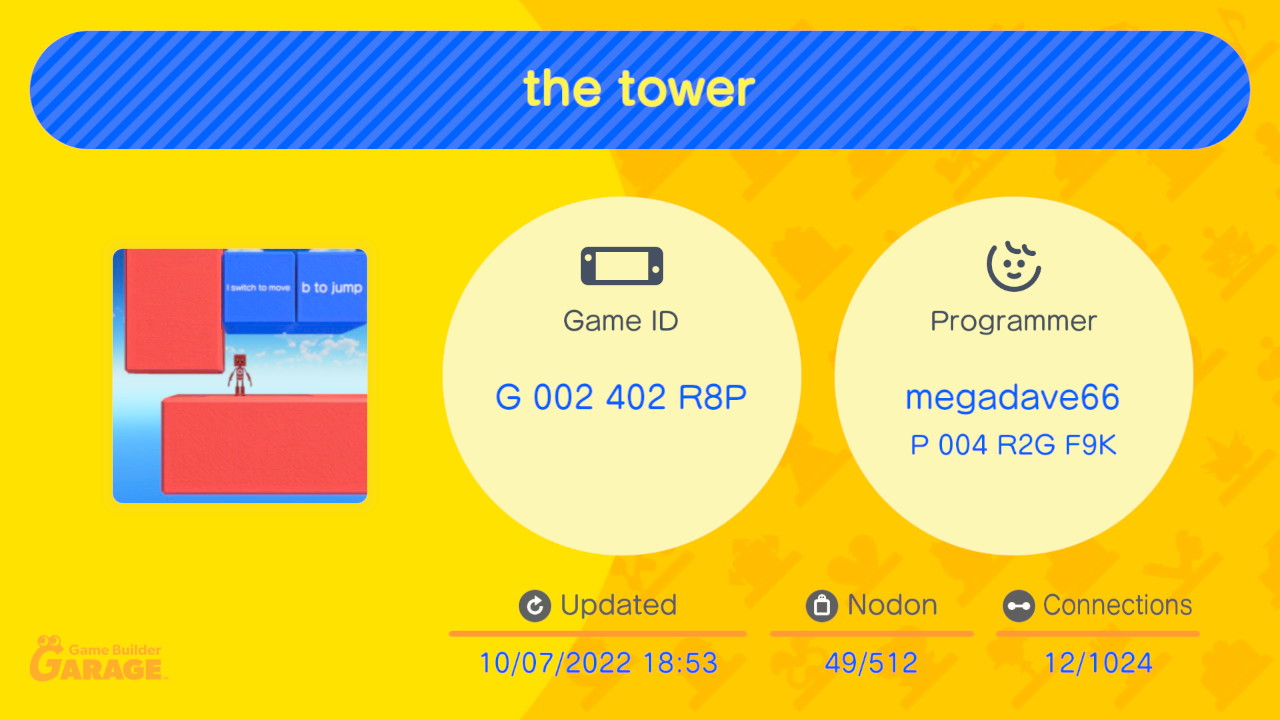 the tower
l switch to move
b to jump
Game ID
G 002 402 R8P
Programmer
megadave66
P 004 R2G F9K
Updated
10/07/2022 18:53
Nodon
49/512
Connections
12/1024
Game Builder
GARAGE